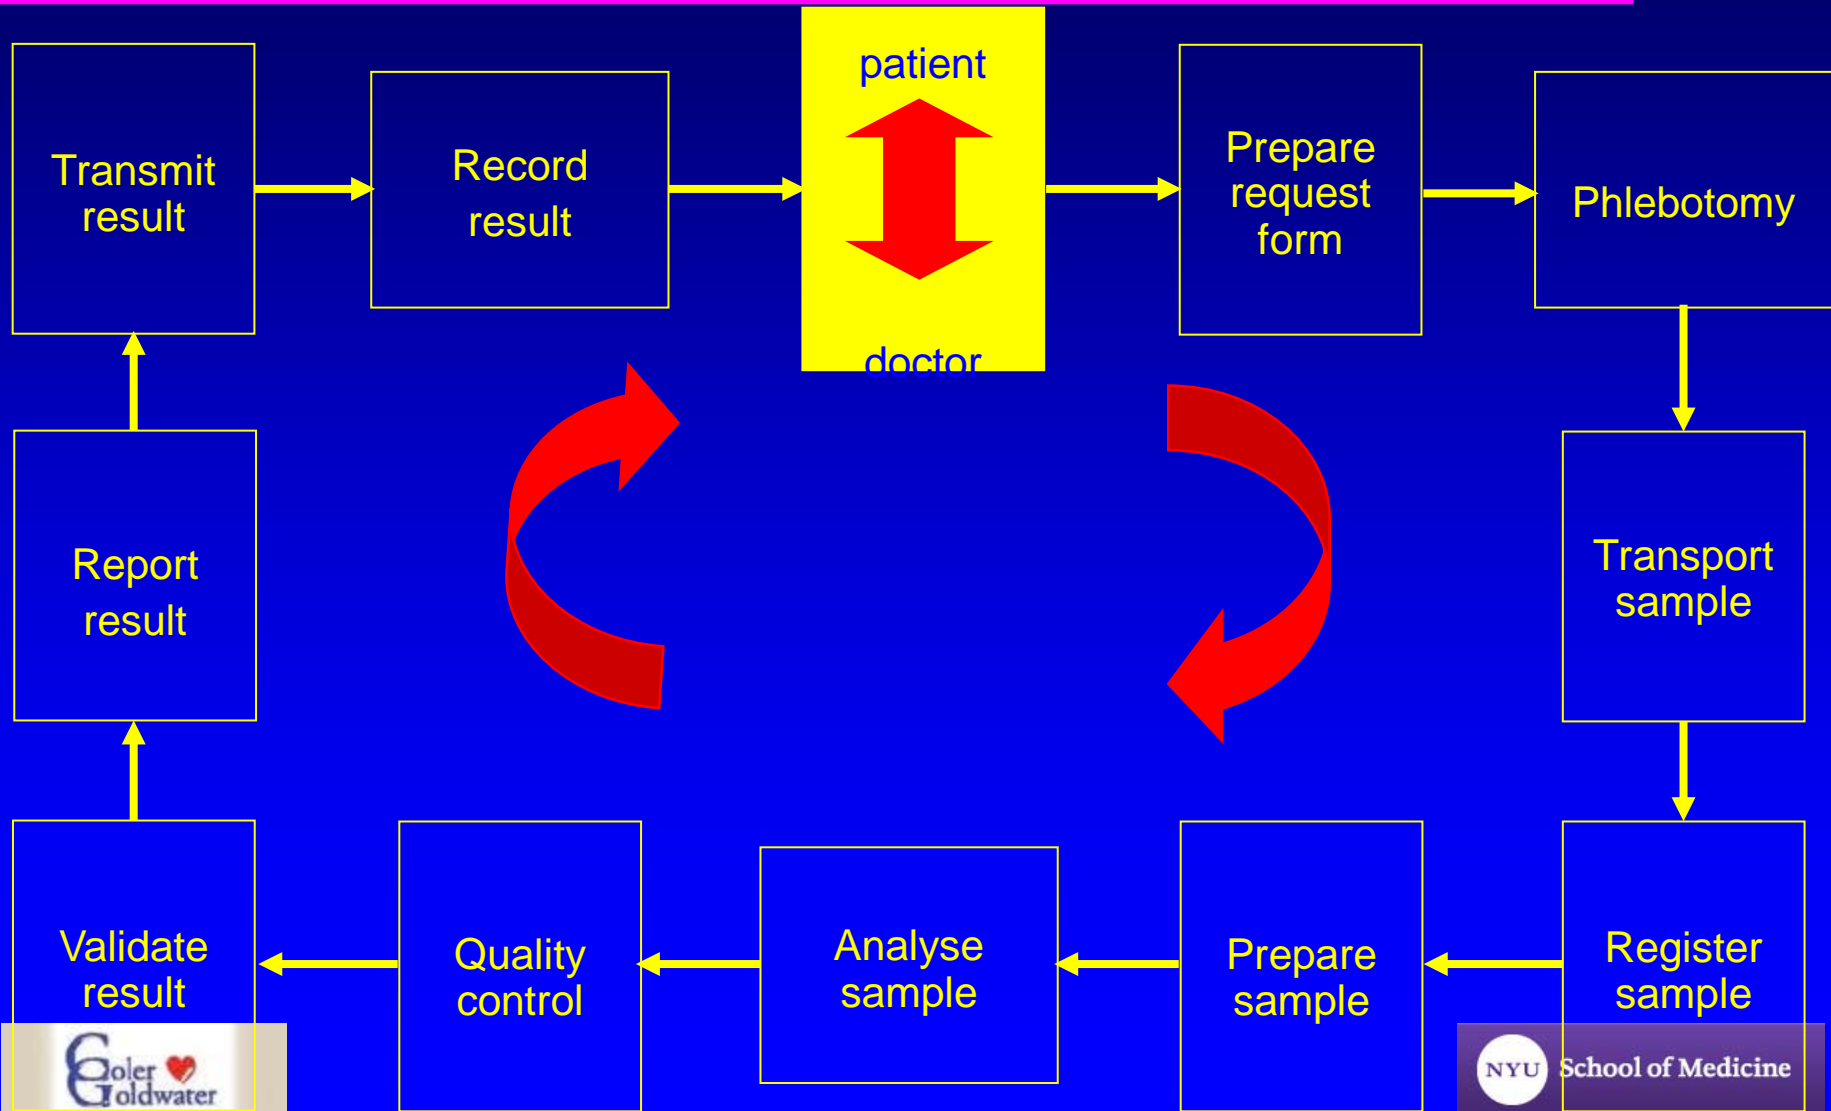 patient
doctor
Prepare
request
form
Phlebotomy
Transport
sample
Register
sample
Prepare
sample
Analyse
sample
Quality
control
Validate
result
Report
result
Transmit
result
Record
result
Coler
Goldwater
NYU School of Medicine